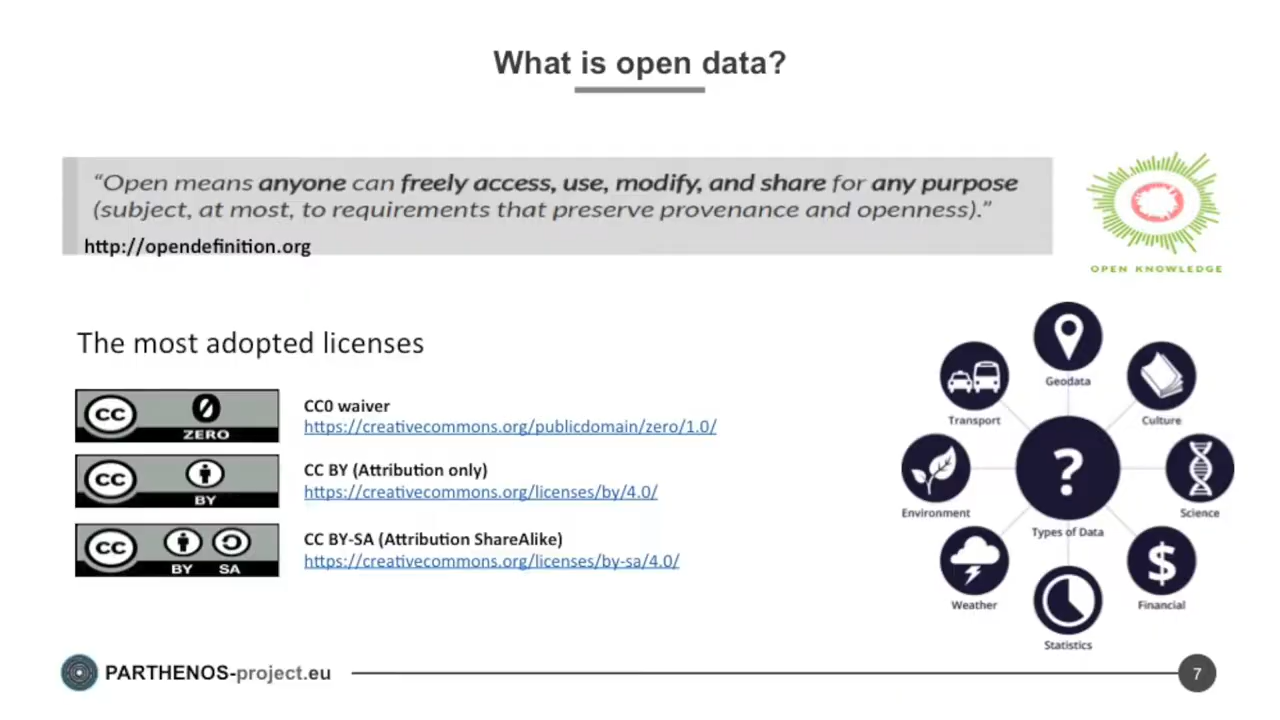 What is open data?
“Open means anyone can freely access, use, modify, and share for any purpose
(subject, at most, to requirements that preserve provenance and openness).”
http://opendefinition.org
OPEN KNOWLEDGE
The most adopted licenses
CC ZERO
CC0 waiver
https://creativecommons.org/publicdomain/zero/1.0/
CC BY
CC BY (Attribution only)
https://creativecommons.org/licenses/by/4.0/
CC BY SA
CC BY-SA (Attribution ShareAlike)
https://creativecommons.org/licenses/by-sa/4.0/
Geodata
Transport
Culture
?
Environment
Science
Types of Data
$
Weather
Financial
Statistics
PARTHENOS-project.eu
7